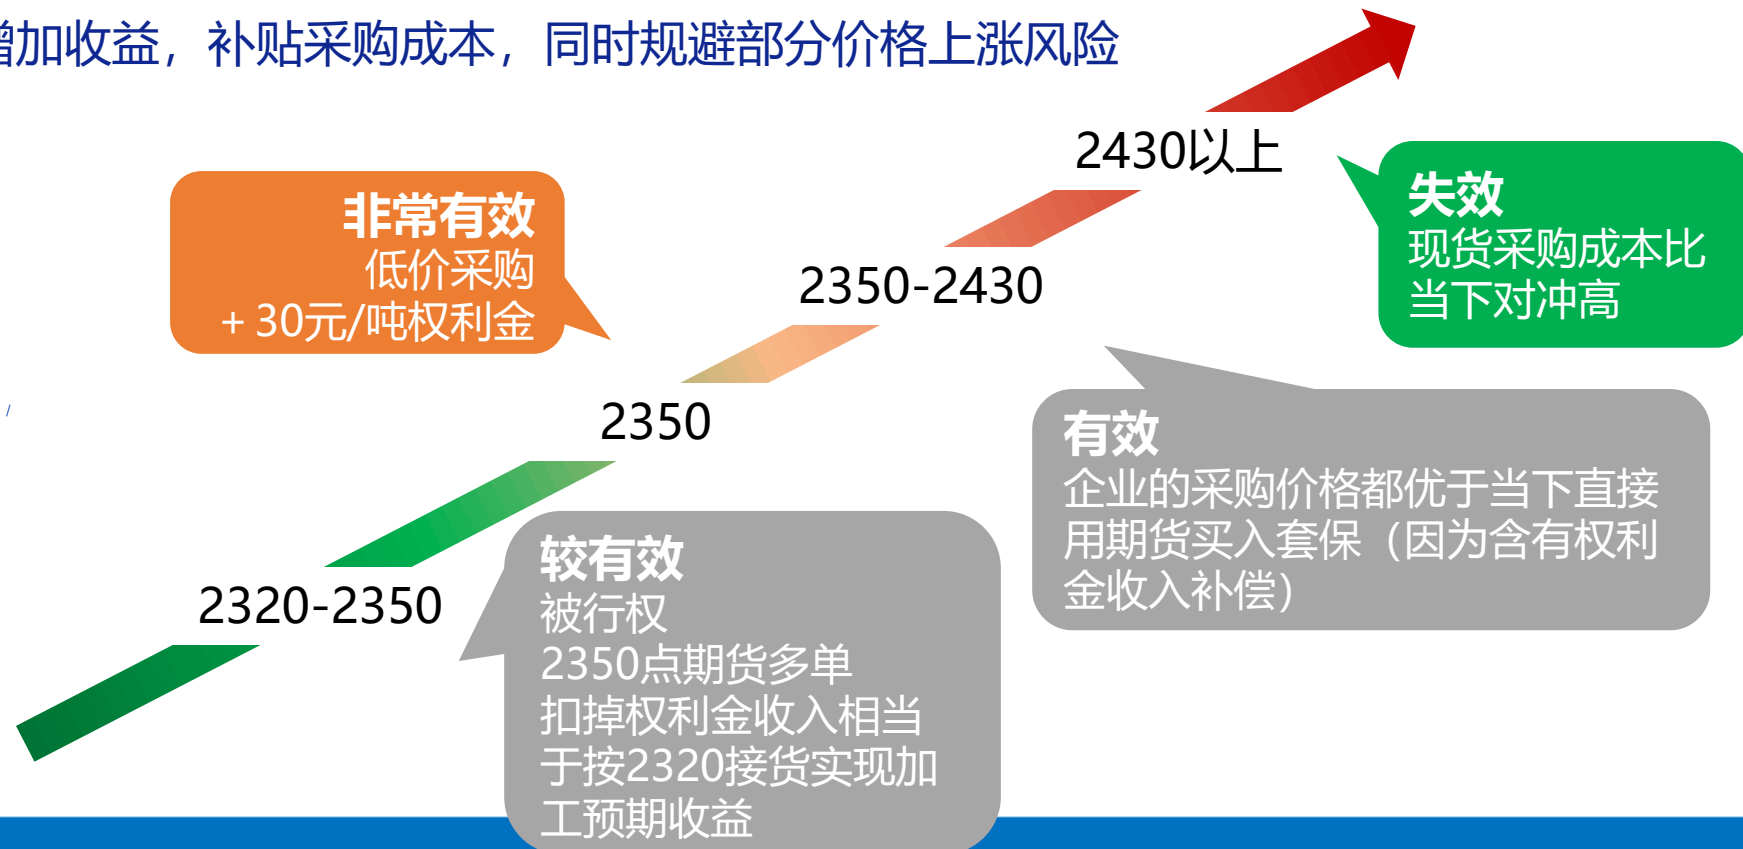 增加收益，补贴采购成本，同时规避部分价格上涨风险
2430以上
失效
现货采购成本比
当下对冲高
非常有效
低价采购
+ 30元/吨权利金
2350-2430
2350
/
有效
企业的采购价格都优于当下直接
用期货买入套保（因为含有权利
金收入补偿）
2320-2350
较有效
被行权
2350点期货多单
扣掉权利金收入相当
于按2320接货实现加
工预期收益